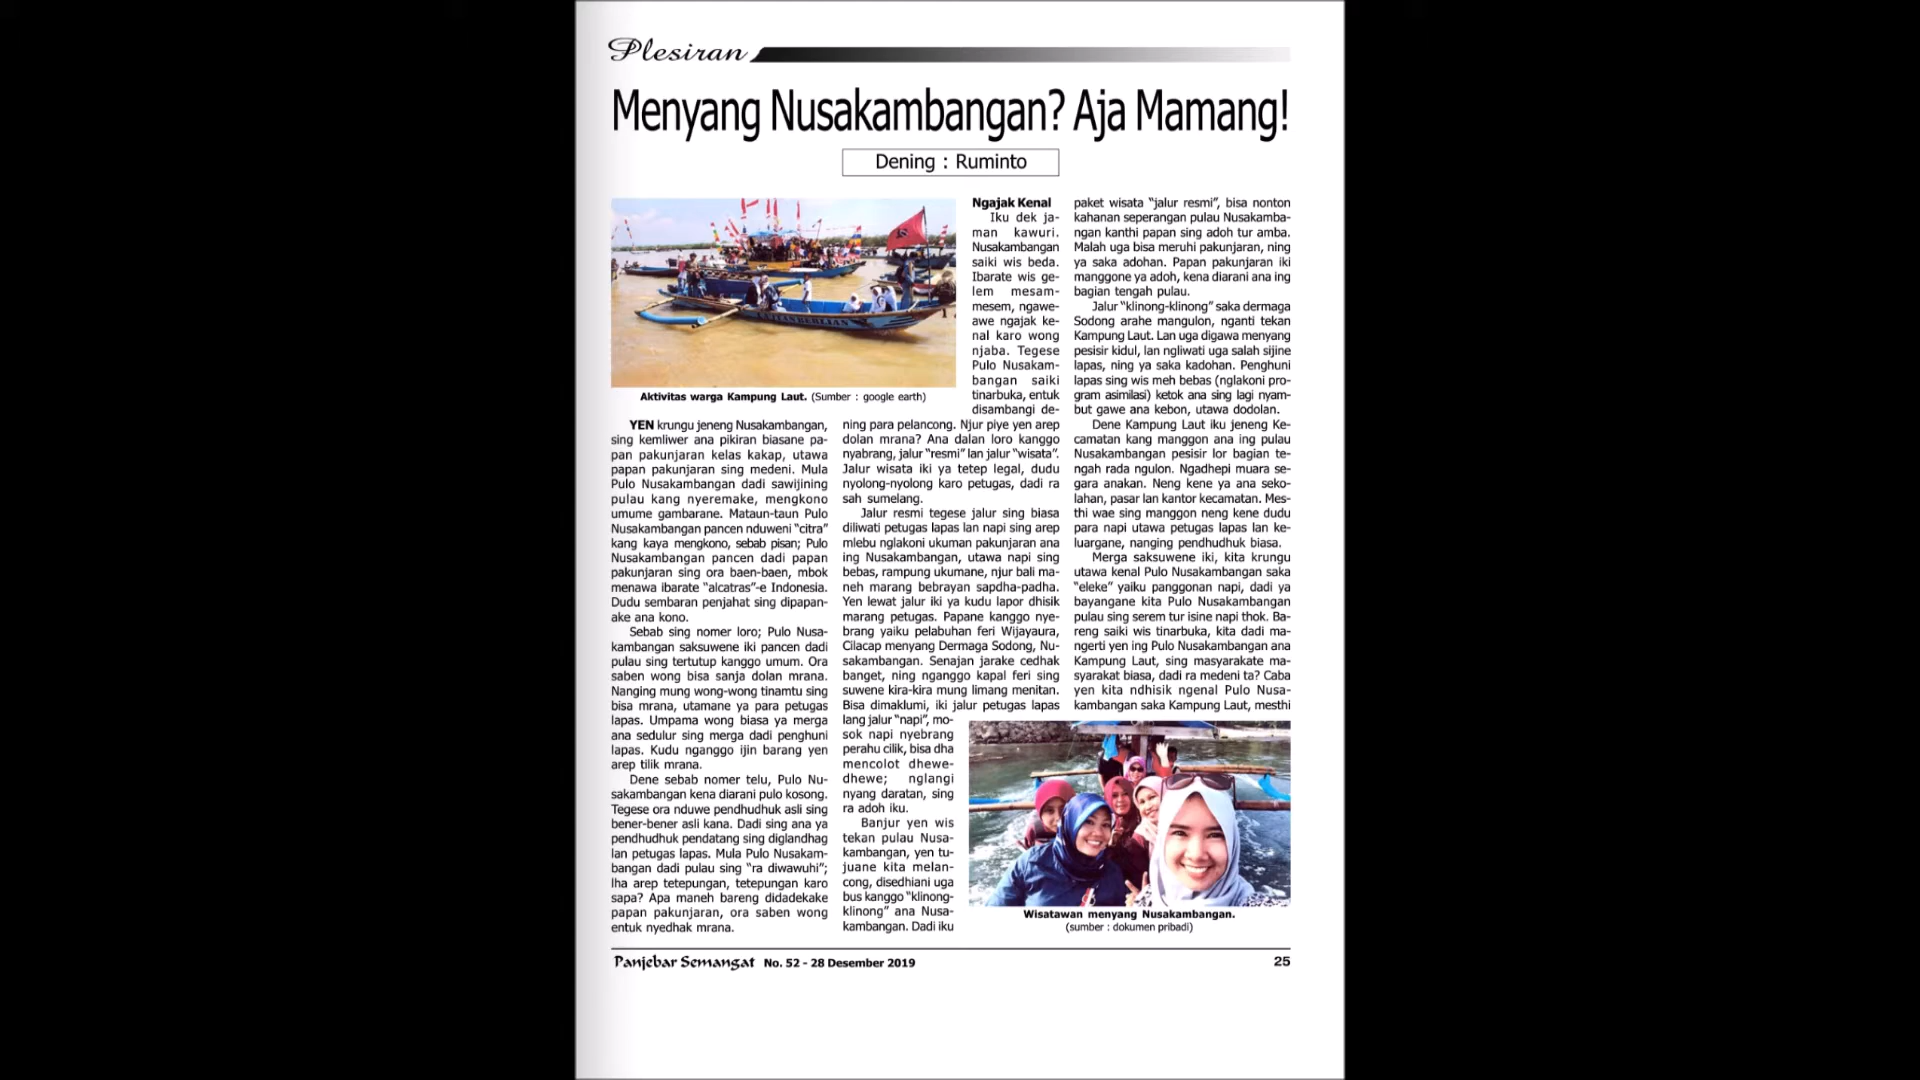 Plesiran
Menyang Nusakambangan? Aja Mamang!
Dening : Ruminto
Aktivitas warga Kampung Laut. (Sumber : google earth)
YEN krungu jeneng Nusakambangan,
sing kemliwer ana pikiran biasane pa-
pan pakunjaran kelas kakap, utawa
papan pakunjaran sing medeni. Mula
Pulo Nusakambangan dadi sawijining
pulau kang nyeremake, mengkono
umume gambarane. Mataun-taun Pulo
Nusakambangan pancen nduweni “citra”
kang kaya mengkono, sebab pisan; Pulo
Nusakambangan pancen dadi papan
pakunjaran sing ora baen-baen, mbok
menawa ibarate “alcatras”-e Indonesia.
Dudu sembaran penjahat sing dipapan-
ake ana kono.
Sebab sing nomer loro; Pulo Nusa-
kambangan saksuwene iki pancen dadi
pulau sing tertutup kanggo umum. Ora
saben wong bisa sanja dolan mrana.
Nanging mung wong-wong tinamtu sing
bisa mrana, utamane ya para petugas
lapas. Umpama wong biasa ya merga
ana sedulur sing merga dadi penghuni
lapas. Kudu nganggo ijin barang yen
arep tilik mrana.
Dene sebab nomer telu, Pulo Nu-
sakambangan kena diarani pulo kosong.
Tegese ora nduwe pendhudhuk asli sing
bener-bener asli kana. Dadi sing ana ya
pendhudhuk pendatang sing diglandhag
lan petugas lapas. Mula Pulo Nusakam-
bangan dadi pulau sing “ra diwawuhi”;
lha arep tetepungan, tetepungan karo
sapa? Apa maneh bareng didadekake
papan pakunjaran, ora saben wong
entuk nyedhak mrana.
Ngajak Kenal
Iku dek ja-
man kawuri.
Nusakambangan
saiki wis beda.
Ibarate wis ge-
lem mesam-
mesem, ngawe-
awe ngajak ke-
nal karo wong
njaba. Tegese
Pulo Nusakam-
bangan saiki
tinarbuka, entuk
disambangi de-
ning para pelancong. Njur piye yen arep
dolan mrana? Ana dalan loro kanggo
nyabrang, jalur “resmi” lan jalur “wisata”.
Jalur wisata iki ya tetep legal, dudu
nyolong-nyolong karo petugas, dadi ra
sah sumelang.
Jalur resmi tegese jalur sing biasa
diliwati petugas lapas lan napi sing arep
mlebu nglakoni ukuman pakunjaran ana
ing Nusakambangan, utawa napi sing
bebas, rampung ukumane, njur bali ma-
neh marang bebrayan sapdha-padha.
Yen lewat jalur iki ya kudu lapor dhisik
marang petugas. Papane kanggo nye-
brang yaiku pelabuhan feri Wijayaura,
Cilacap menyang Dermaga Sodong, Nu-
sakambangan. Senajan jarake cedhak
banget, ning nganggo kapal feri sing
suwene kira-kira mung limang menitan.
Bisa dimaklumi, iki jalur petugas lapas
lang jalur “napi”, mo-
sok napi nyebrang
perahu cilik, bisa dha
mencolot dhewe-
dhewe; nglangi
nyang daratan, sing
ra adoh iku.
Banjur yen wis
tekan pulau Nusa-
kambangan, yen tu-
juane kita melan-
cong, disedhiani uga
bus kanggo “klinong-
klinong” ana Nusa-
kambangan. Dadi iku
paket wisata “jalur resmi”, bisa nonton
kahanan seperangan pulau Nusakamba-
ngan kanthi papan sing adoh tur amba.
Malah uga bisa meruhi pakunjaran, ning
ya saka adohan. Papan pakunjaran iki
manggone ya adoh, kena diarani ana ing
bagian tengah pulau.
Jalur “klinong-klinong” saka dermaga
Sodong arahe mangulon, nganti tekan
Kampung Laut. Lan uga digawa menyang
pesisir kidul, lan ngliwati uga salah sijine
lapas, ning ya saka kadohan. Penghuni
lapas sing wis meh bebas (nglakoni pro-
gram asimilasi) ketok ana sing lagi nyam-
but gawe ana kebon, utawa dodolan.
Dene Kampung Laut iku jeneng Ke-
camatan kang manggon ana ing pulau
Nusakambangan pesisir lor bagian te-
ngah rada ngulon. Ngadhepi muara se-
gara anakan. Neng kene ya ana seko-
lahan, pasar lan kantor kecamatan. Mes-
thi wae sing manggon neng kene dudu
para napi utawa petugas lapas lan ke-
luargane, nanging pendhudhuk biasa.
Merga saksuwene iki, kita krungu
utawa kenal Pulo Nusakambangan saka
“eleke” yaiku panggonan napi, dadi ya
bayangane kita Pulo Nusakambangan
pulau sing serem tur isine napi thok. Ba-
reng saiki wis tinarbuka, kita dadi ma-
ngerti yen ing Pulo Nusakambangan ana
Kampung Laut, sing masyarakate ma-
syarakat biasa, dadi ra medeni ta? Caba
yen kita ndhisik ngenal Pulo Nusa-
kambangan saka Kampung Laut, mesthi
Wisatawan menyang Nusakambangan.
(sumber : dokumen pribadi)
Panjebar Semangat No. 52 - 28 Desember 2019
25